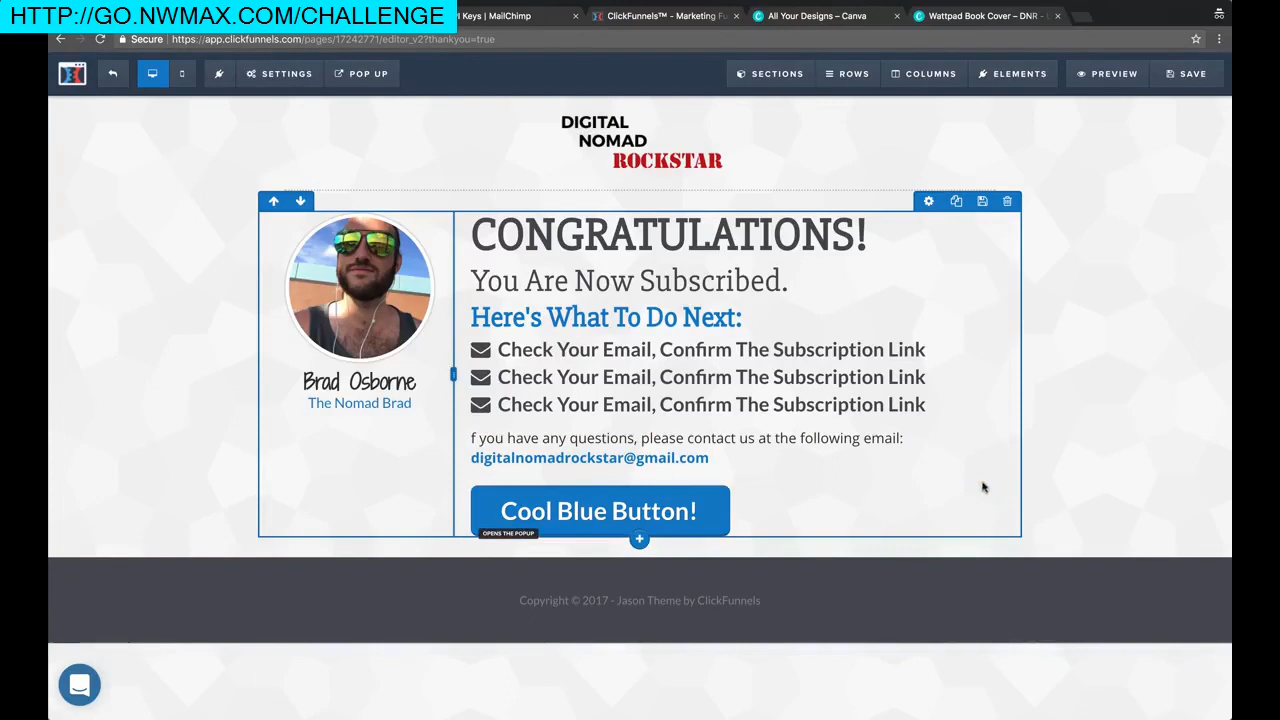 HTTP://GO.NWMAX.COM/CHALLENGE
PI Keys | MailChimp
ClickFunnels™ - Marketing Fu
All Your Designs – Canva
Wattpad Book Cover – DNR - U
Secure
https://app.clickfunnels.com/pages/17242771/editor_v2?thankyou=true
SETTINGS
POP UP
SECTIONS
ROWS
COLUMNS
ELEMENTS
PREVIEW
SAVE
DIGITAL
NOMAD
ROCKSTAR
CONGRATULATIONS!
You Are Now Subscribed.
Here's What To Do Next:
Check Your Email, Confirm The Subscription Link
Check Your Email, Confirm The Subscription Link
Check Your Email, Confirm The Subscription Link
Brad Osborne
The Nomad Brad
f you have any questions, please contact us at the following email:
digitalnomadrockstar@gmail.com
Cool Blue Button!
OPENS THE POPUP
Copyright © 2017 - Jason Theme by ClickFunnels